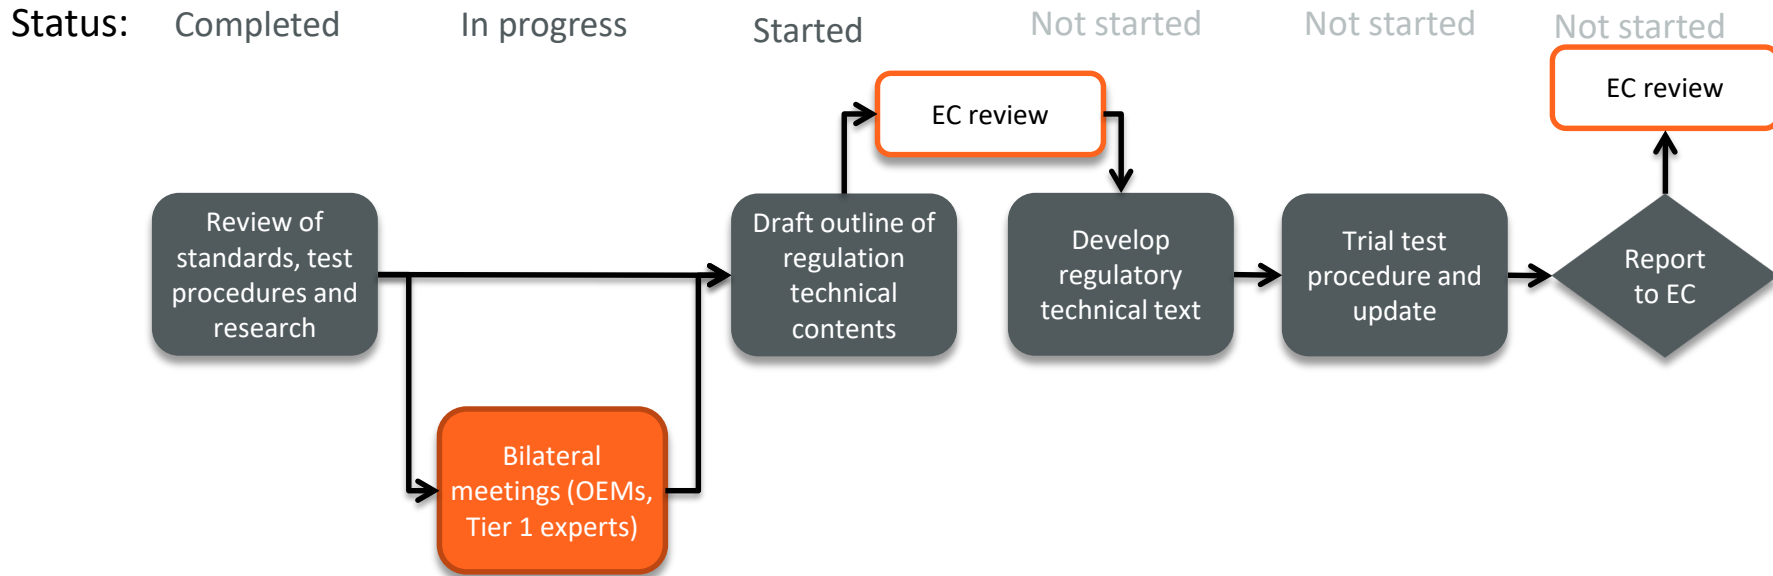 Status:
Completed
In progress
Started
Not started
Not started
Not started
EC review
EC review
Review of
standards, test
procedures and
research
Draft outline of
regulation
technical
contents
Develop
regulatory
technical text
Trial test
procedure and
update
Report
to EC
Bilateral
meetings (OEMs,
Tier 1 experts)